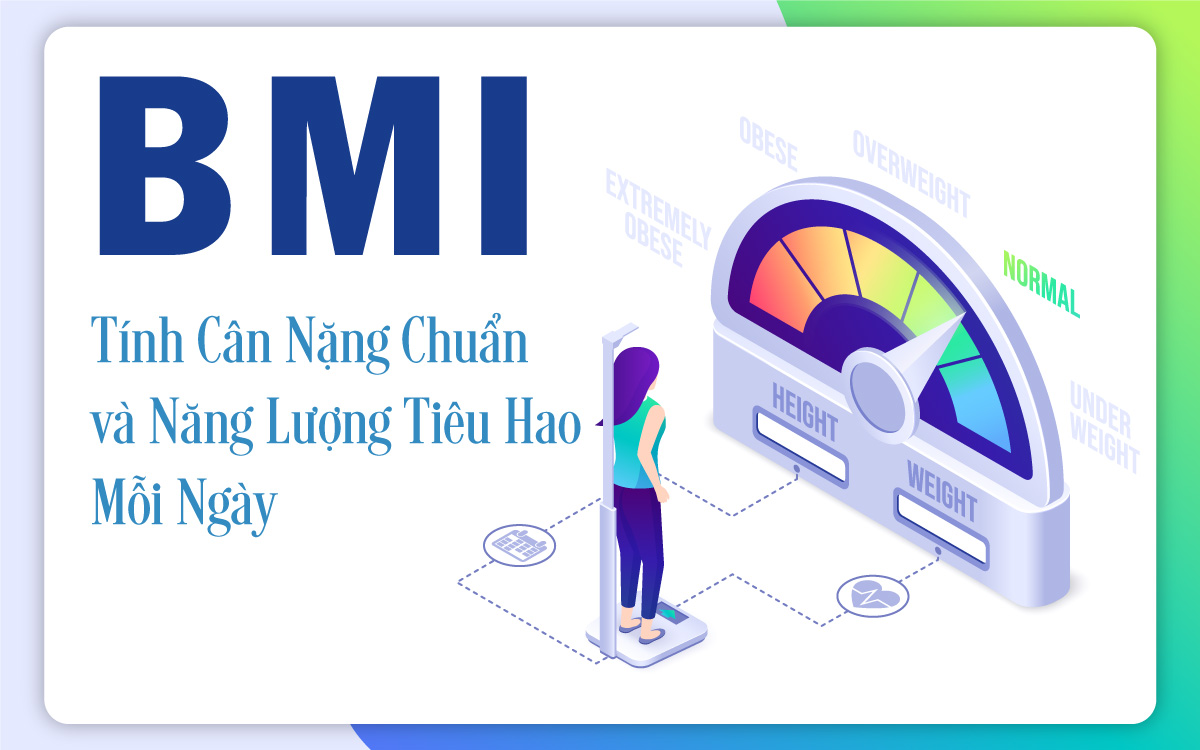 BMI
Tính Cân Nặng Chuẩn
và Năng Lượng Tiêu Hao
Mỗi Ngày
EXTREMELY
OBESE
OBESE
OVERWEIGHT
NORMAL
UNDER
WEIGHT
HEIGHT
WEIGHT